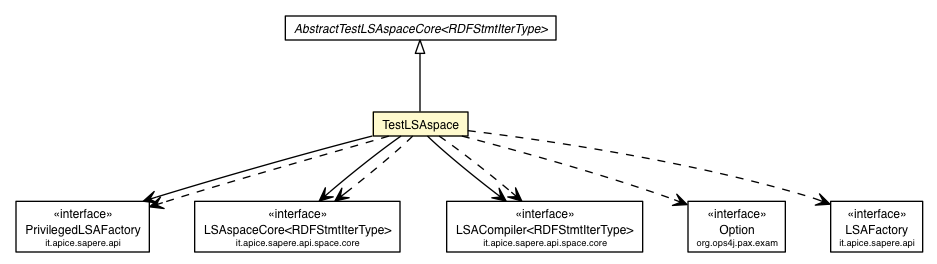 AbstractTestLSAspaceCore<RDFStmtIterType>
TestLSAspace
«interface»
PrivilegedLSAFactory
it.apice.sapere.api
«interface»
LSAspaceCore<RDFStmtIterType>
it.apice.sapere.api.space.core
«interface»
LSACompiler<RDFStmtIterType>
it.apice.sapere.api.space.core
«interface»
Option
org.ops4j.pax.exam
«interface»
LSAFactory
it.apice.sapere.api